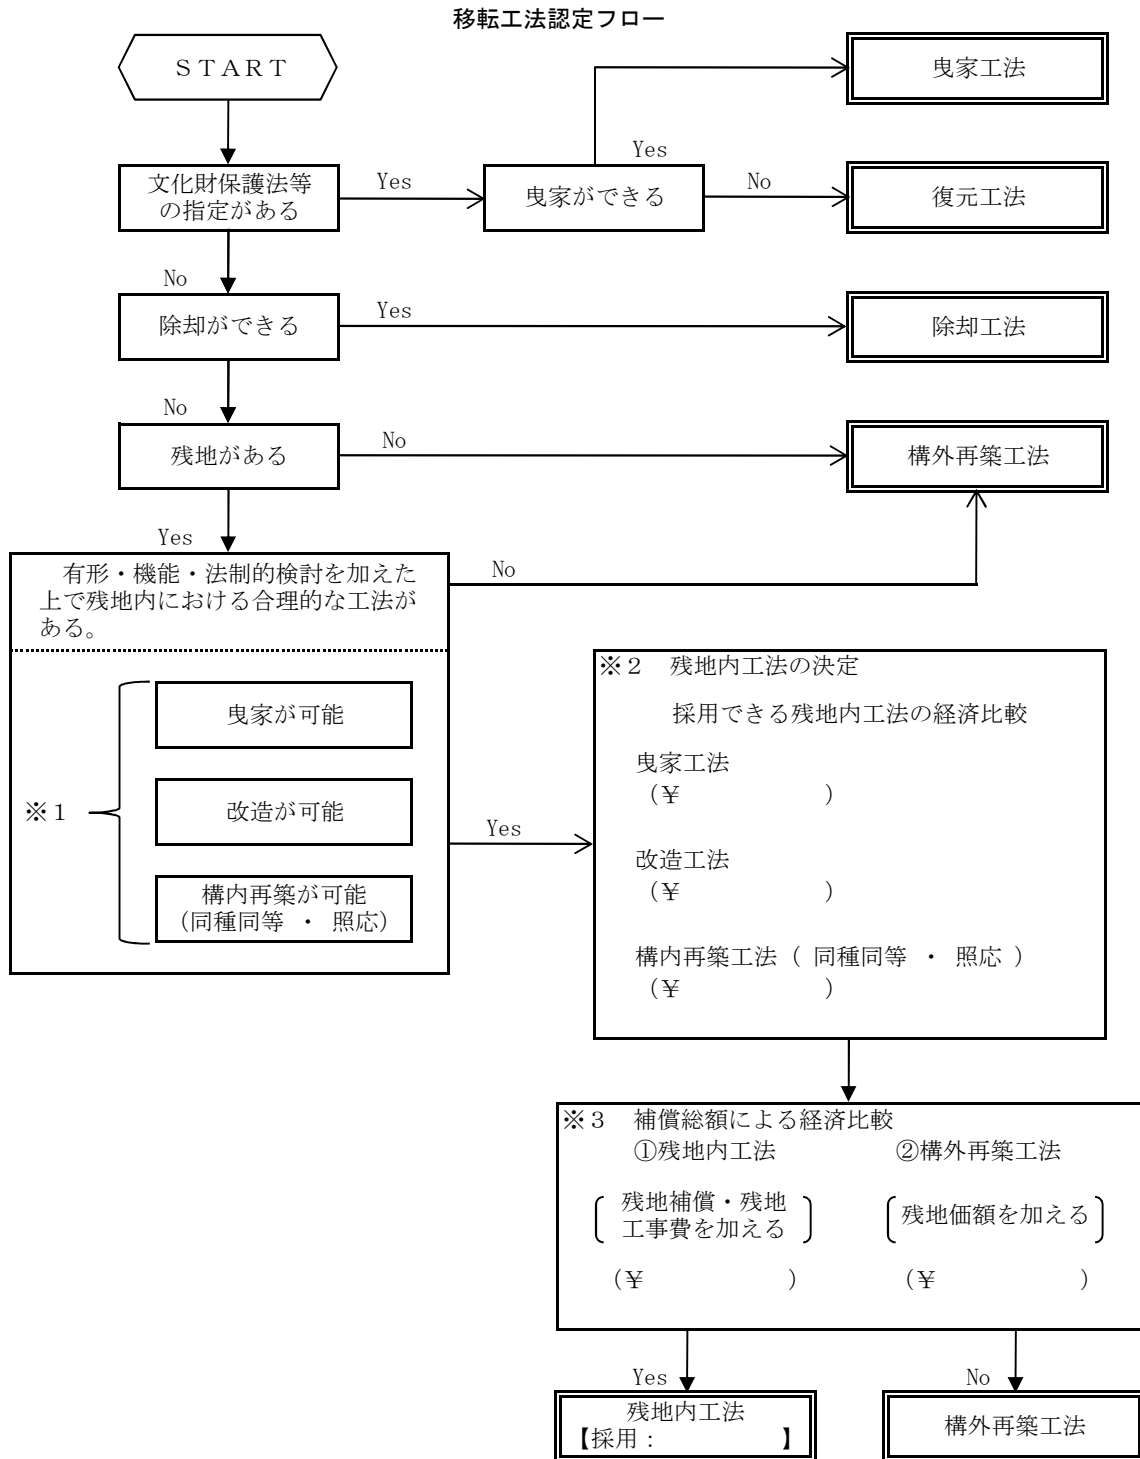 移転工法認定フロー
ＳＴＡＲＴ
曳家工法
Yes
文化財保護法等
の指定がある
Yes
曳家ができる
No
復元工法
No
除却ができる
Yes
除却工法
No
残地がある
No
構外再築工法
Yes
有形・機能・法制的検討を加えた
上で残地内における合理的な工法が
ある。
No
※１
曳家が可能
改造が可能
構内再築が可能
（同種同等 ・ 照応）
Yes
※２ 残地内工法の決定
採用できる残地内工法の経済比較
曳家工法
（￥ ）
改造工法
（￥ ）
構内再築工法（ 同種同等 ・ 照応 ）
（￥ ）
※３ 補償総額による経済比較
①残地内工法 ②構外再築工法
残地補償・残地
工事費を加える
残地価額を加える
（￥ ） （￥ ）
Yes
No
残地内工法
【採用： 】
構外再築工法